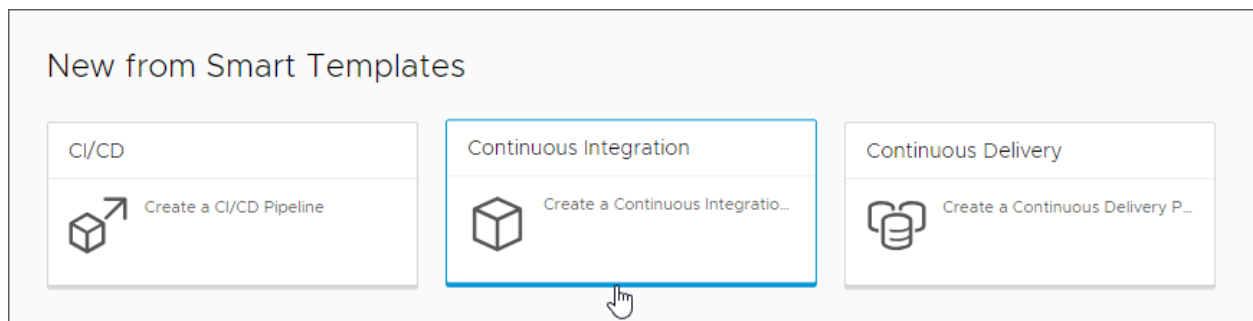 New from Smart Templates
CI/CD
Create a CI/CD Pipeline
Continuous Integration
Create a Continuous Integratio...
Continuous Delivery
Create a Continuous Delivery P...